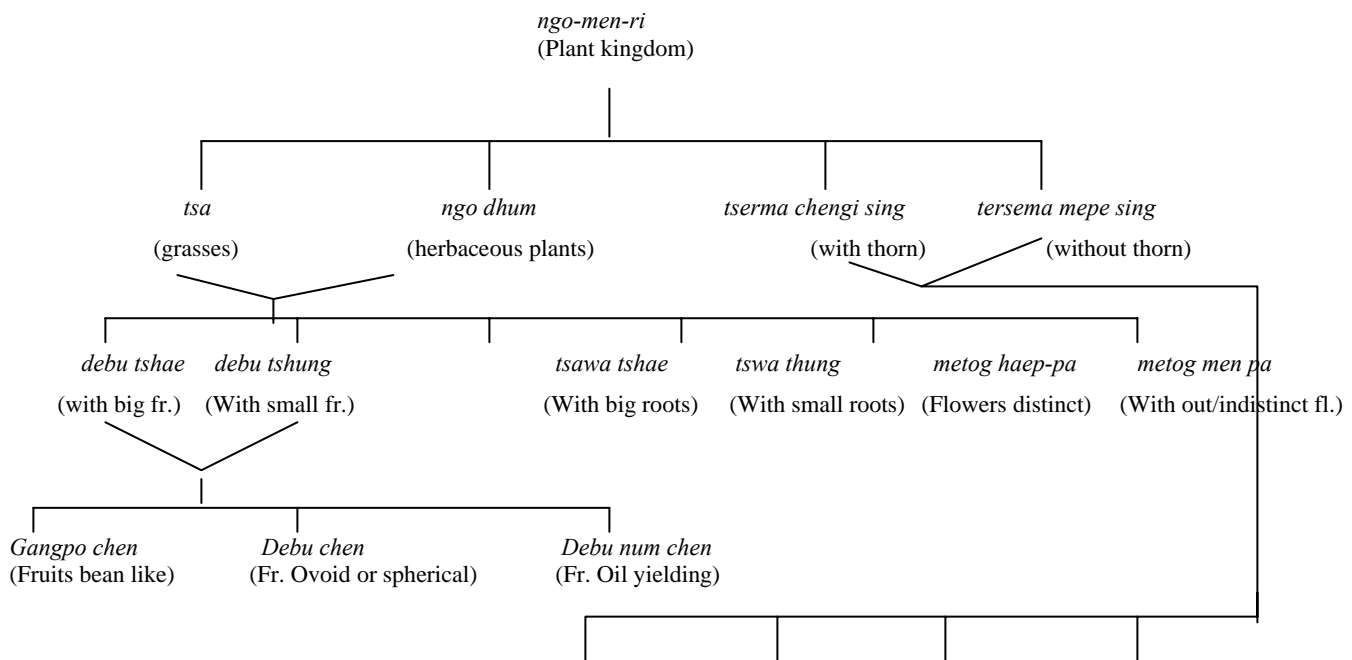 ngo-men-ri
(Plant kingdom)
tsa ngo dhum tserma chengi sing tersema mepe sing
(grasses) (herbaceous plants) (with thorn) (without thorn)
debu tshae debu tshung tsawa tshae tswa thung metog haep-pa metog men pa
(with big fr.) (With small fr.) (With big roots) (With small roots) (Flowers distinct) (With out/indistinct fl.)
Gangpo chen Debu chen Debu num chen
(Fruits bean like) (Fr. Ovoid or spherical) (Fr. Oil yielding)